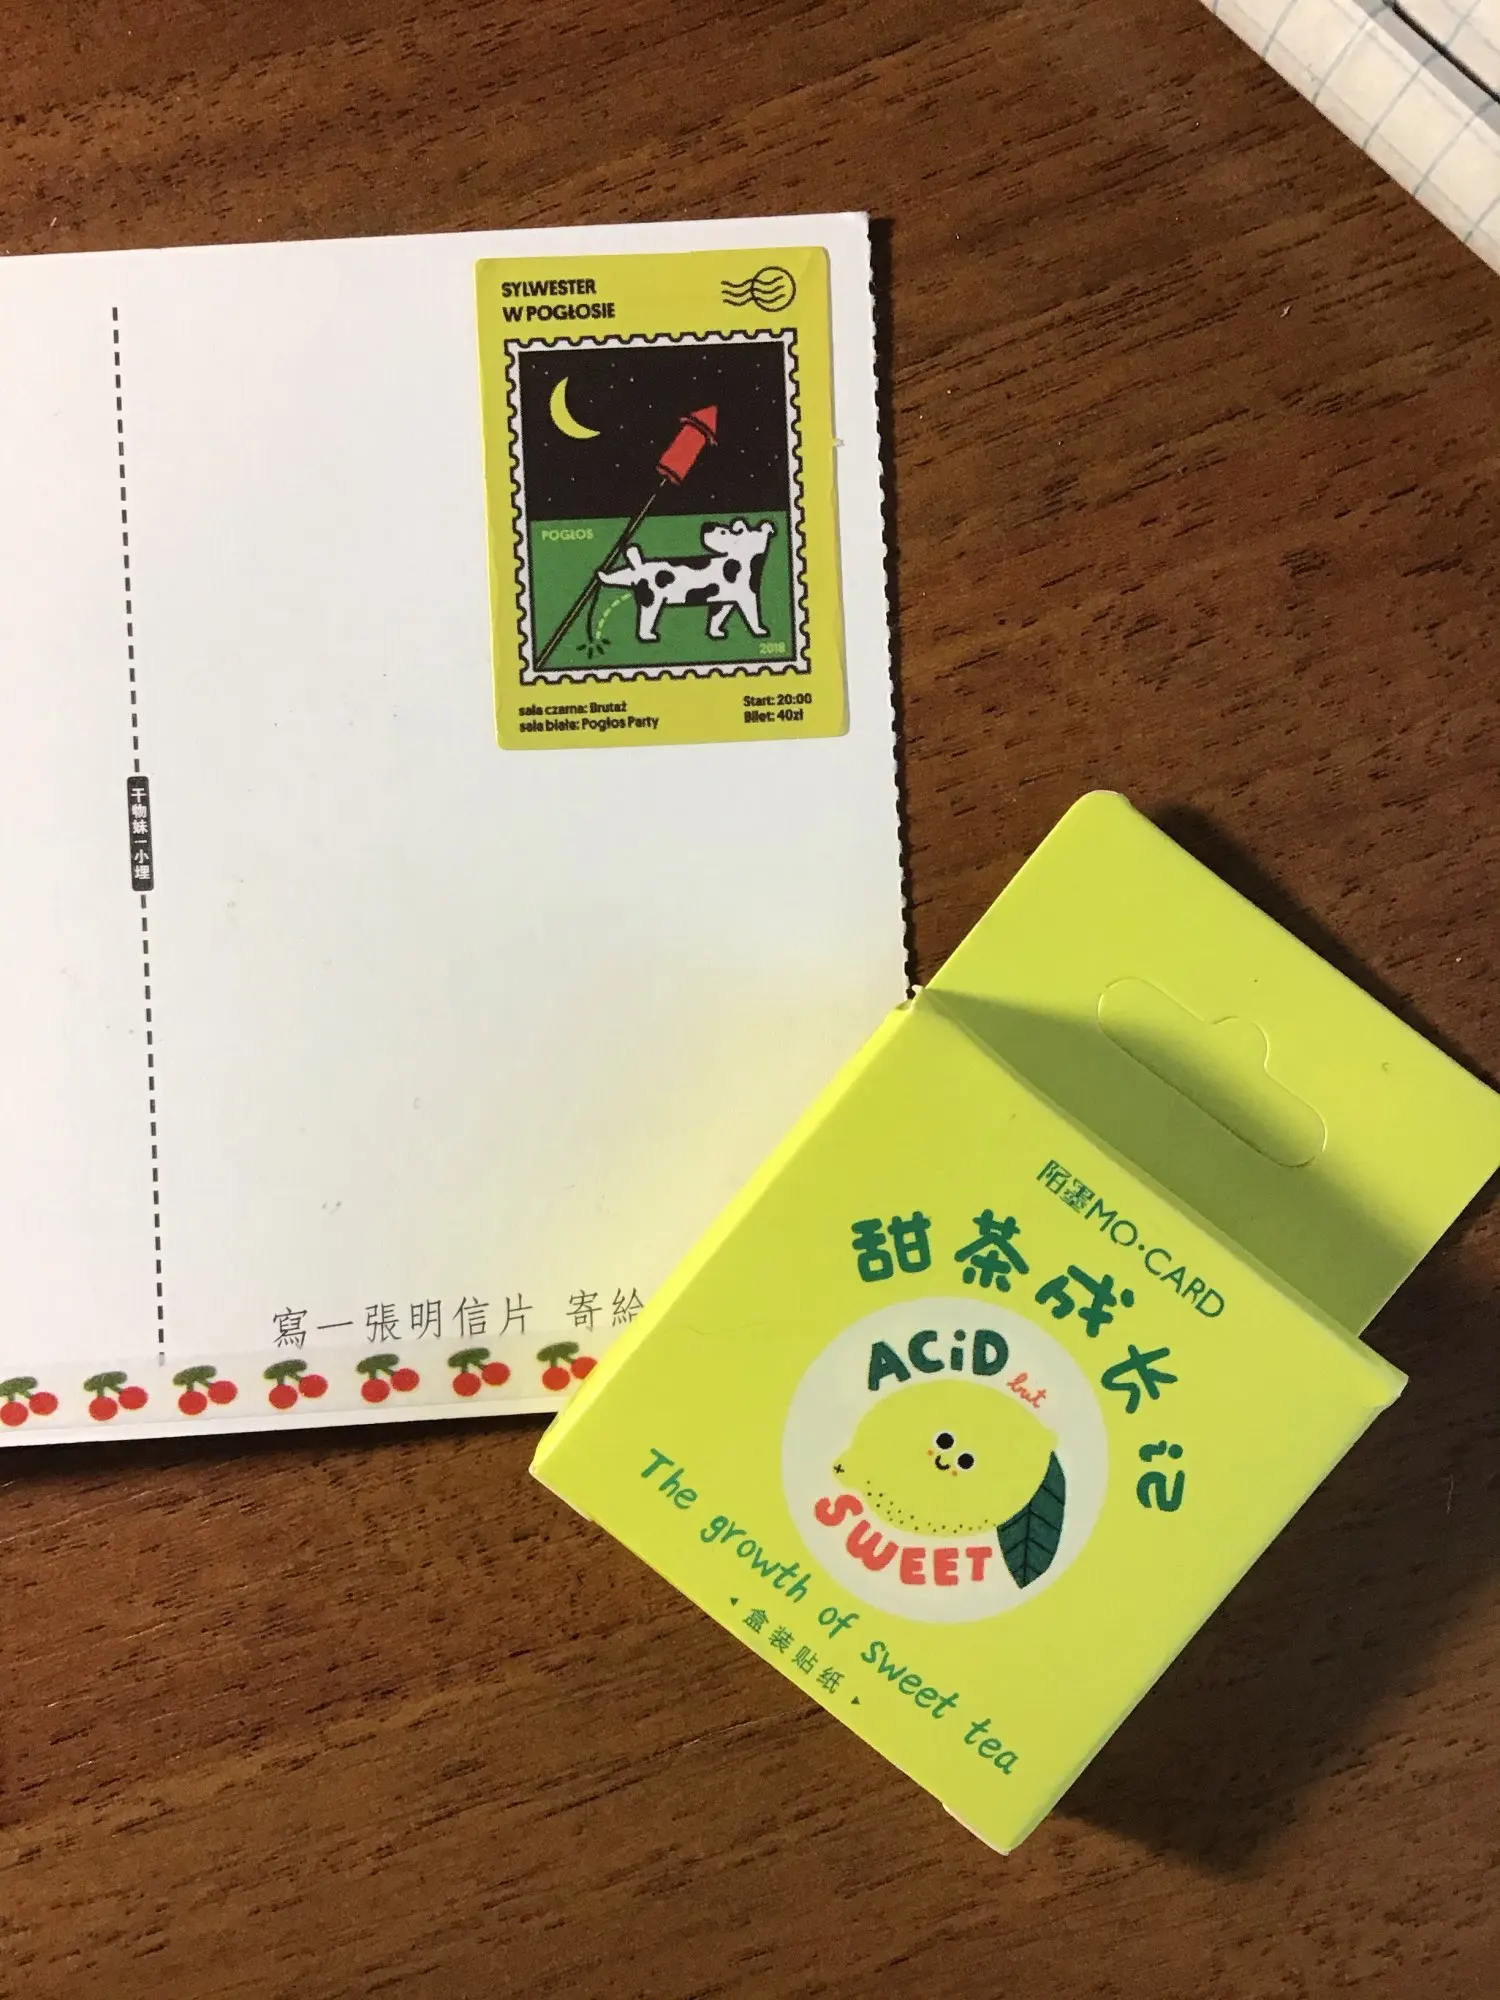 SYLWESTER
W POGŁOSIE
POGŁOS
2018
sala czarna: Brutaż
sala biała: Pogłos Party
Start: 20:00
Bilet: 40zł
干物妹一小埋
寫一張明信片 寄給
陌墨MO·CARD
甜茶成长记
ACiD
but
SWEET
The growth of sweet tea
盒装贴纸